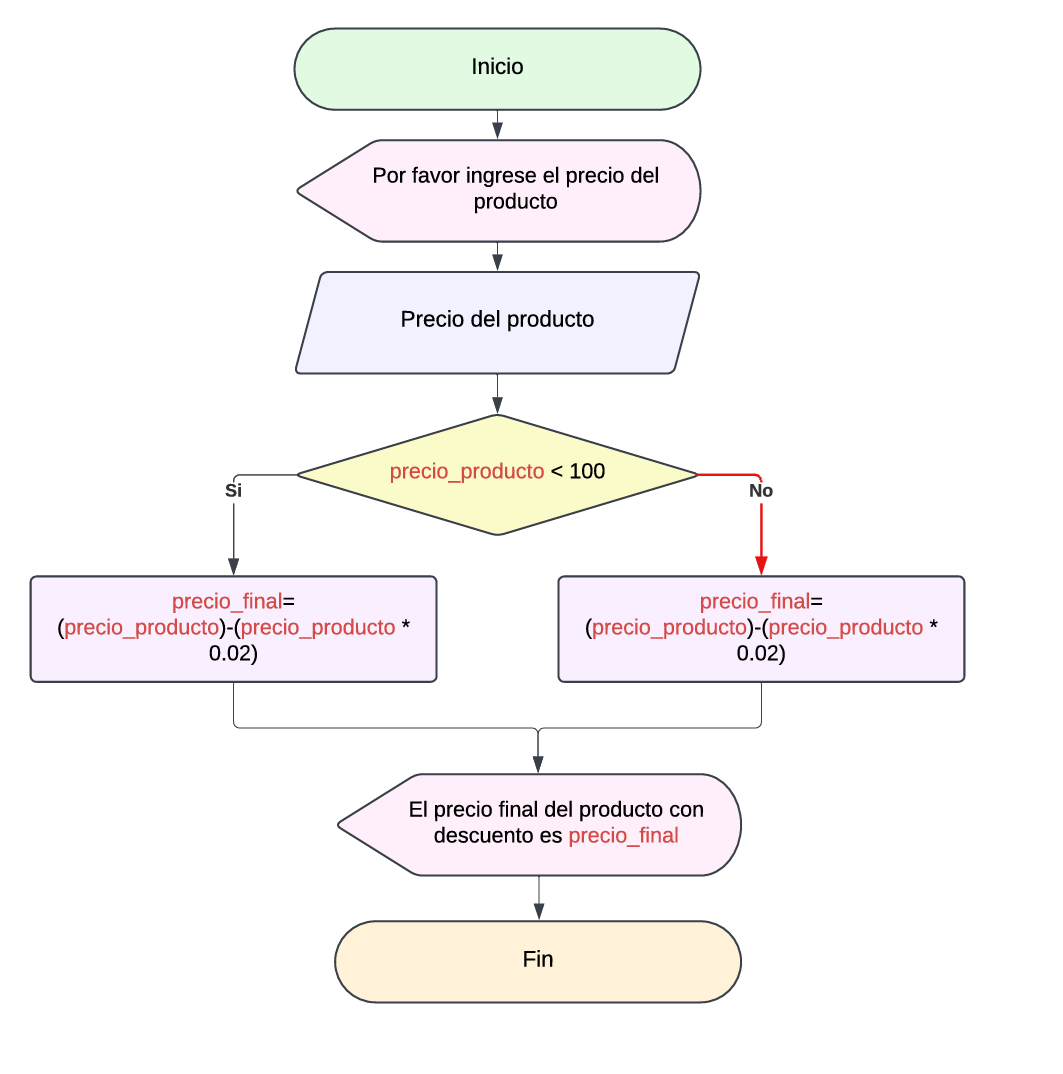 Inicio
Por favor ingrese el precio del
producto
Precio del producto
precio_producto < 100
Si
No
precio_final=
(precio_producto)-(precio_producto *
0.02)
precio_final=
(precio_producto)-(precio_producto *
0.02)
El precio final del producto con
descuento es precio_final
Fin